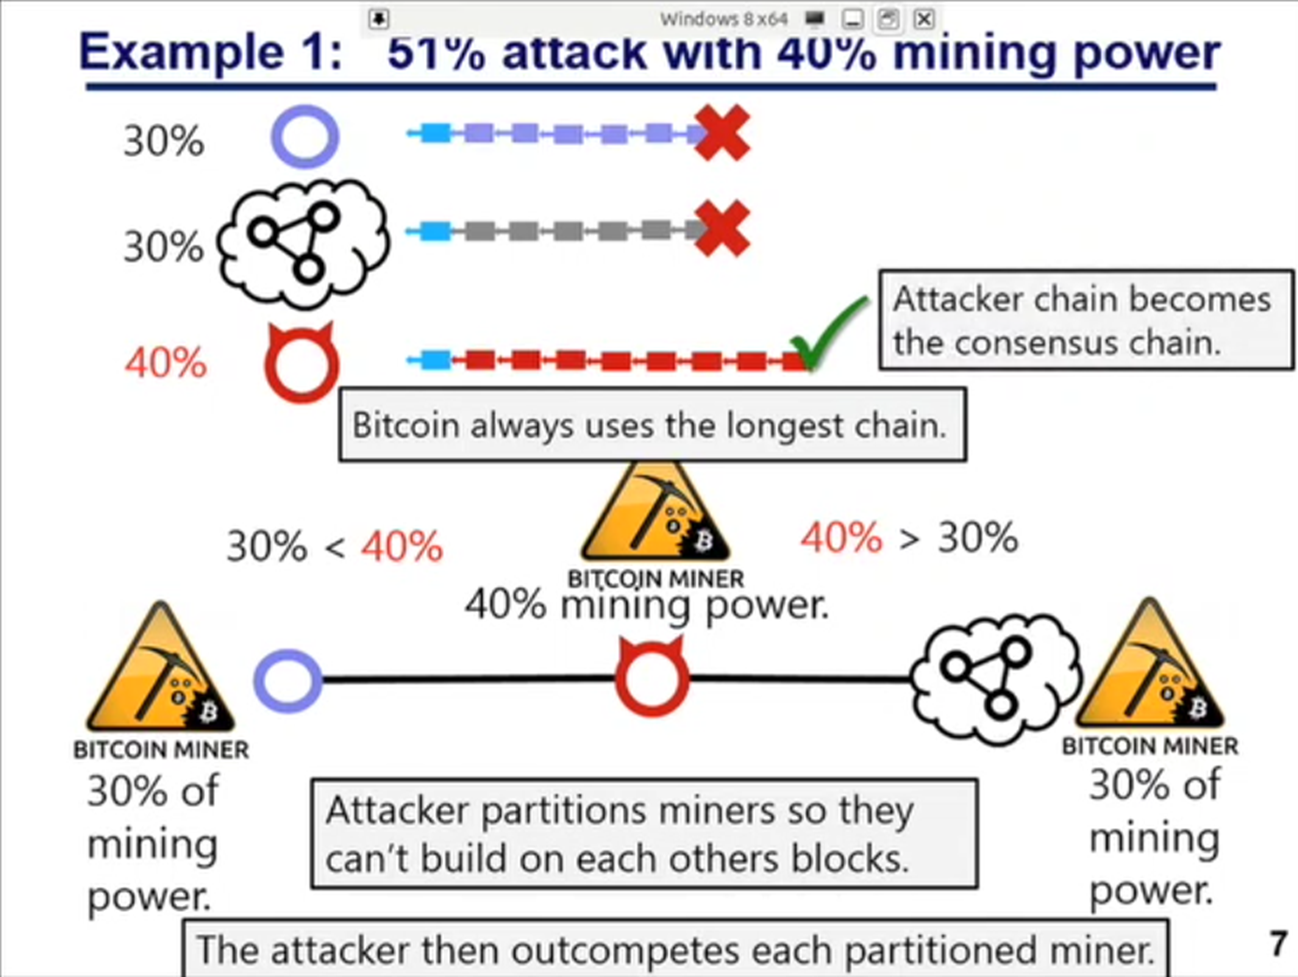 Windows 8 x64
Example 1: 51% attack with 40% mining power
30%
30%
40%
Attacker chain becomes
the consensus chain.
Bitcoin always uses the longest chain.
30% < 40%
40% > 30%
BITCOIN MINER
40% mining power.
BITCOIN MINER
30% of
mining
power.
BITCOIN MINER
30% of
mining
power.
Attacker partitions miners so they
can't build on each others blocks.
The attacker then outcompetes each partitioned miner.
7